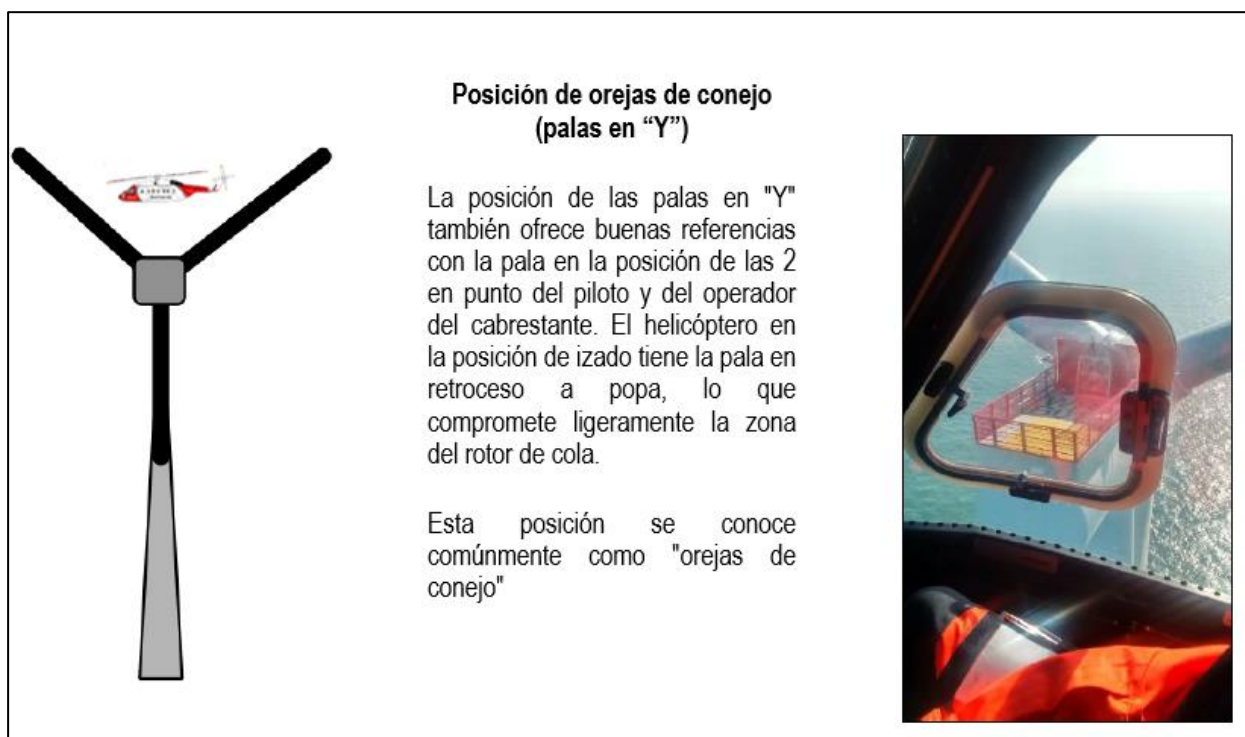 Posición de orejas de conejo
(palas en “Y”)
La posición de las palas en "Y"
también ofrece buenas referencias
con la pala en la posición de las 2
en punto del piloto y del operador
del cabrestante. El helicóptero en
la posición de izado tiene la pala en
retroceso a popa, lo que
compromete ligeramente la zona
del rotor de cola.
Esta posición se conoce
comúnmente como "orejas de
conejo"